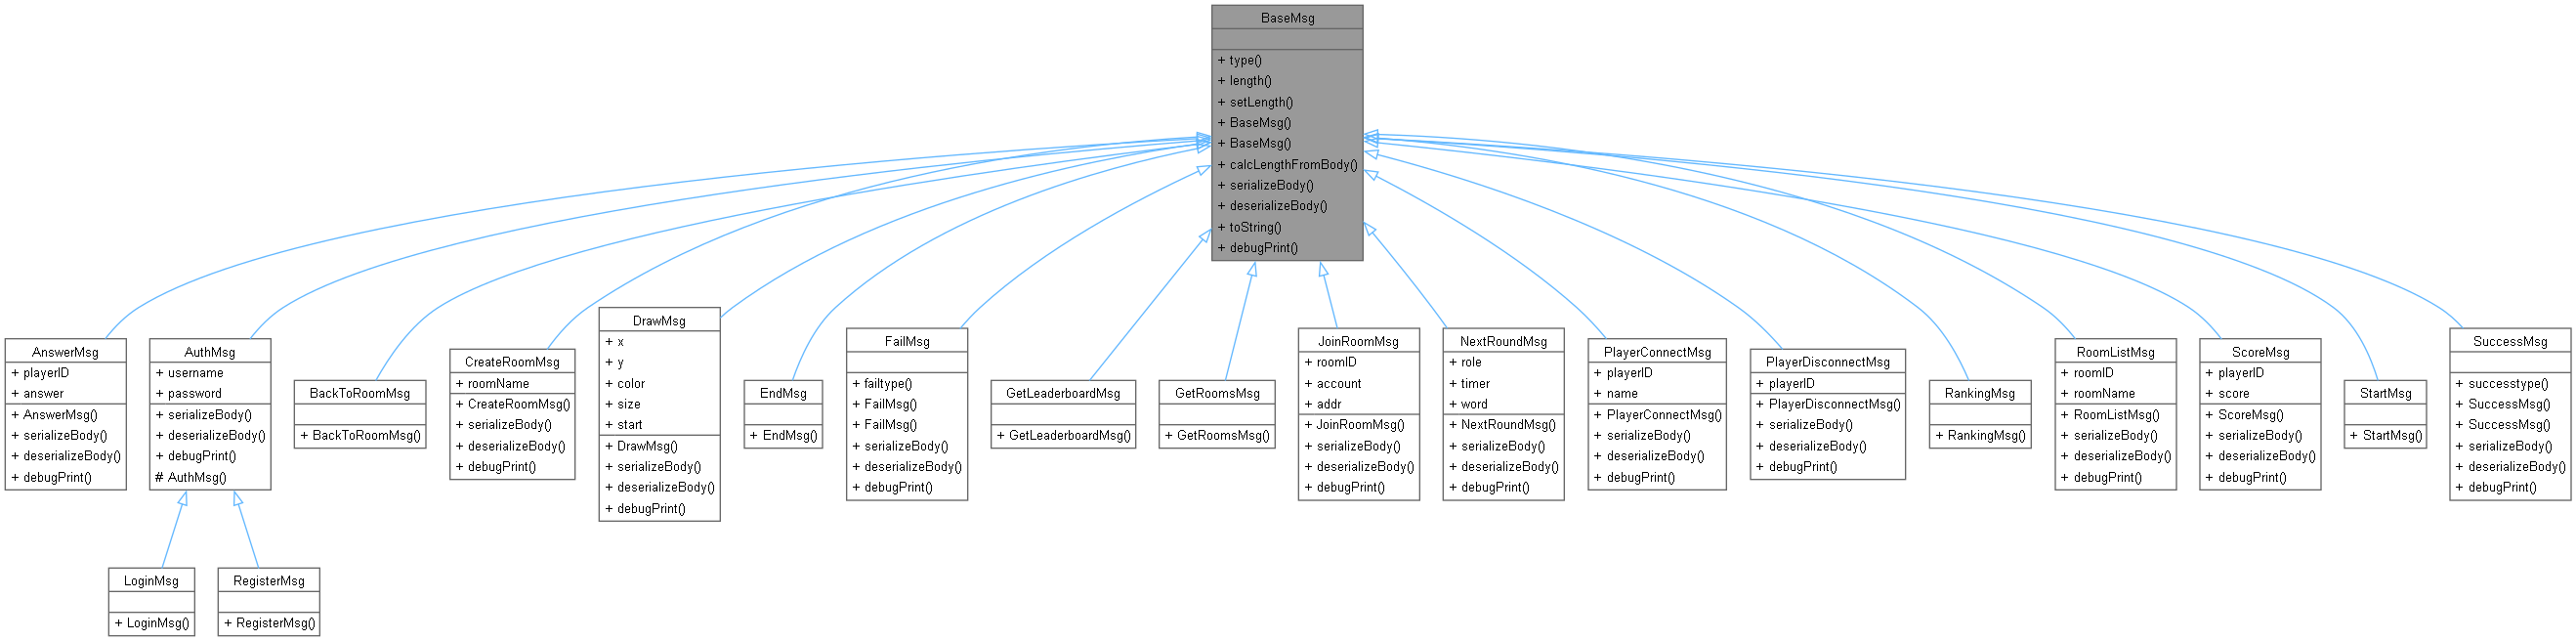 BaseMsg
+ type()
+ length()
+ setLength()
+ BaseMsg()
+ BaseMsg()
+ calcLengthFromBody()
+ serializeBody()
+ deserializeBody()
+ toString()
+ debugPrint()
AnswerMsg
+ playerID
+ answer
+ AnswerMsg()
+ serializeBody()
+ deserializeBody()
+ debugPrint()
AuthMsg
+ username
+ password
+ serializeBody()
+ deserializeBody()
+ debugPrint()
# AuthMsg()
BackToRoomMsg
+ BackToRoomMsg()
CreateRoomMsg
+ roomName
+ CreateRoomMsg()
+ serializeBody()
+ deserializeBody()
+ debugPrint()
DrawMsg
+ x
+ y
+ color
+ size
+ start
+ DrawMsg()
+ serializeBody()
+ deserializeBody()
+ debugPrint()
EndMsg
+ EndMsg()
FailMsg
+ failtype()
+ FailMsg()
+ FailMsg()
+ serializeBody()
+ deserializeBody()
+ debugPrint()
GetLeaderboardMsg
+ GetLeaderboardMsg()
GetRoomsMsg
+ GetRoomsMsg()
JoinRoomMsg
+ roomID
+ account
+ addr
+ JoinRoomMsg()
+ serializeBody()
+ deserializeBody()
+ debugPrint()
NextRoundMsg
+ role
+ timer
+ word
+ NextRoundMsg()
+ serializeBody()
+ deserializeBody()
+ debugPrint()
PlayerConnectMsg
+ playerID
+ name
+ PlayerConnectMsg()
+ serializeBody()
+ deserializeBody()
+ debugPrint()
PlayerDisconnectMsg
+ playerID
+ PlayerDisconnectMsg()
+ serializeBody()
+ deserializeBody()
+ debugPrint()
RankingMsg
+ RankingMsg()
RoomListMsg
+ roomID
+ roomName
+ RoomListMsg()
+ serializeBody()
+ deserializeBody()
+ debugPrint()
ScoreMsg
+ playerID
+ score
+ ScoreMsg()
+ serializeBody()
+ deserializeBody()
+ debugPrint()
StartMsg
+ StartMsg()
SuccessMsg
+ successtype()
+ SuccessMsg()
+ SuccessMsg()
+ serializeBody()
+ deserializeBody()
+ debugPrint()
LoginMsg
+ LoginMsg()
RegisterMsg
+ RegisterMsg()